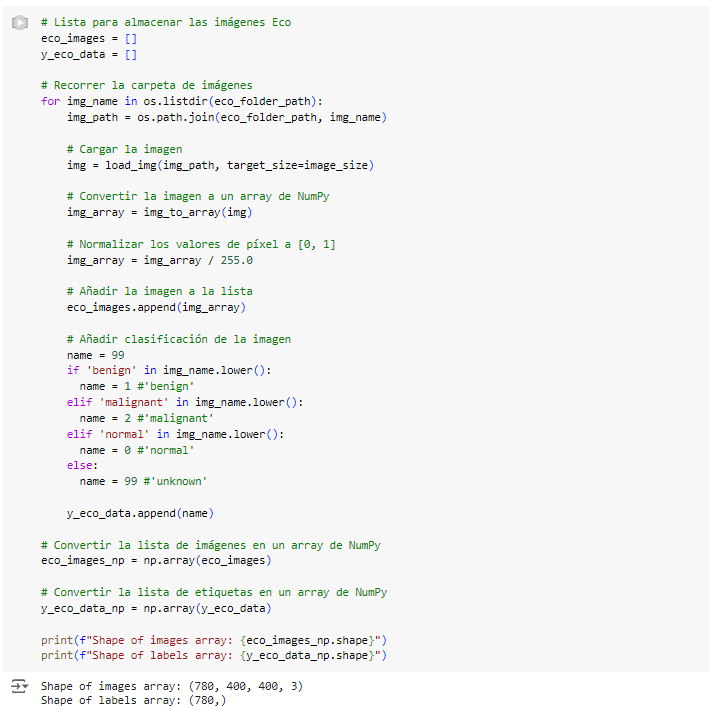 # Lista para almacenar las imágenes Eco
eco_images = []
y_eco_data = []

# Recorrer la carpeta de imágenes
for img_name in os.listdir(eco_folder_path):
    img_path = os.path.join(eco_folder_path, img_name)

    # Cargar la imagen
    img = load_img(img_path, target_size=image_size)

    # Convertir la imagen a un array de NumPy
    img_array = img_to_array(img)

    # Normalizar los valores de píxel a [0, 1]
    img_array = img_array / 255.0

    # Añadir la imagen a la lista
    eco_images.append(img_array)

    # Añadir clasificación de la imagen
    name = 99
    if 'benign' in img_name.lower():
      name = 1 #'benign'
    elif 'malignant' in img_name.lower():
      name = 2 #'malignant'
    elif 'normal' in img_name.lower():
      name = 0 #'normal'
    else:
      name = 99 #'unknown'

    y_eco_data.append(name)

# Convertir la lista de imágenes en un array de NumPy
eco_images_np = np.array(eco_images)

# Convertir la lista de etiquetas en un array de NumPy
y_eco_data_np = np.array(y_eco_data)

print(f"Shape of images array: {eco_images_np.shape}")
print(f"Shape of labels array: {y_eco_data_np.shape}")

Shape of images array: (780, 400, 400, 3)
Shape of labels array: (780,)